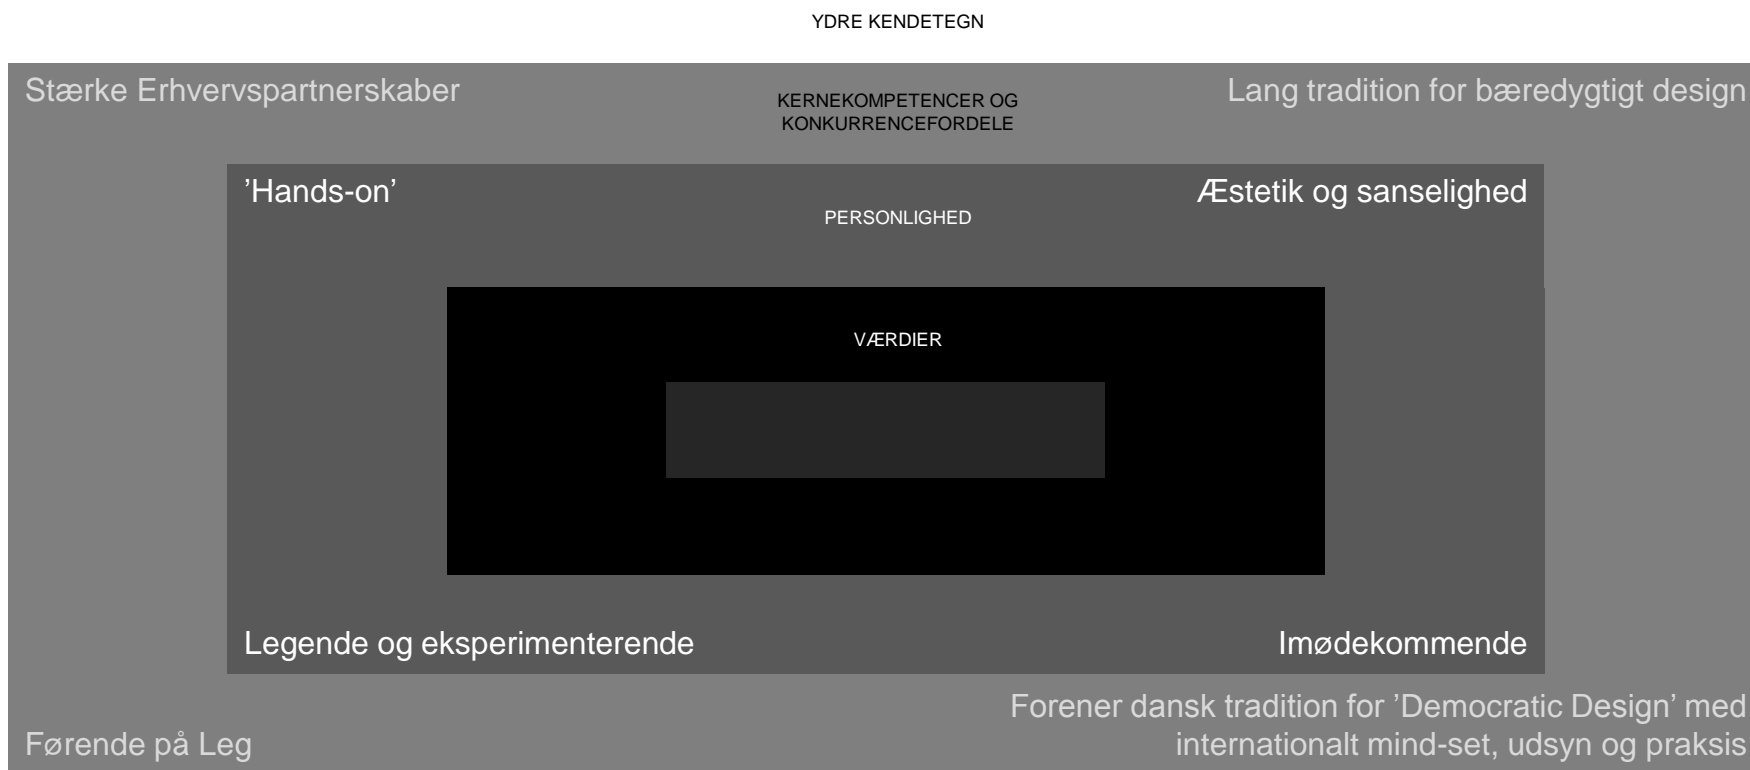 YDRE KENDETEGN
Stærke Erhvervspartnerskaber
KERNEKOMPETENCER OG
KONKURRENCEFORDELE
Lang tradition for bæredygtigt design
’Hands-on’
PERSONLIGHED
Æstetik og sanselighed
VÆRDIER
Legende og eksperimenterende
Imødekommende
Førende på Leg
Forener dansk tradition for ’Democratic Design’ med
internationalt mind-set, udsyn og praksis